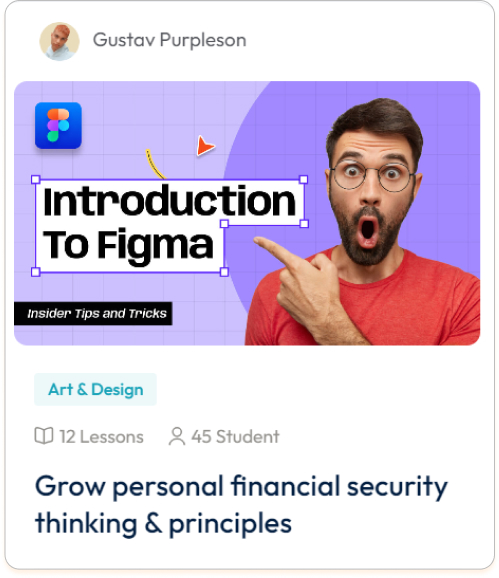 Gustav Purpleson
Introduction
To Figma
Insider Tips and Tricks
Art & Design
12 Lessons 45 Student
Grow personal financial security
thinking & principles